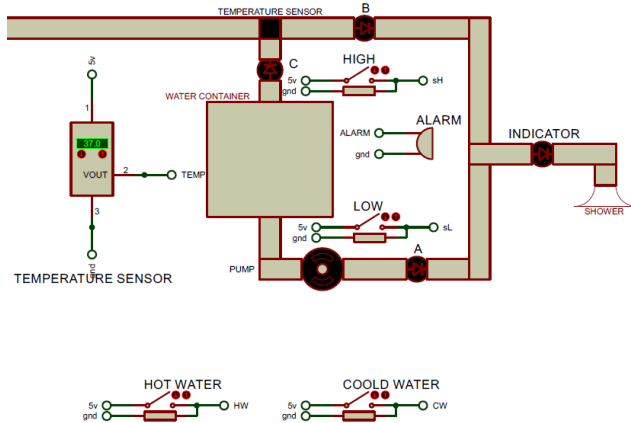 B
TEMPERATURE SENSOR
HIGH
C
5v
gnd
sH
5v
WATER CONTAINER
1
ALARM
ALARM
gnd
INDICATOR
37.0
VOUT
2
TEMP
LOW
5v
gnd
sL
3
SHOWER
A
PUMP
gnd
TEMPERATURE SENSOR
HOT WATER
5v
gnd
HW
COOLD WATER
5v
gnd
CW